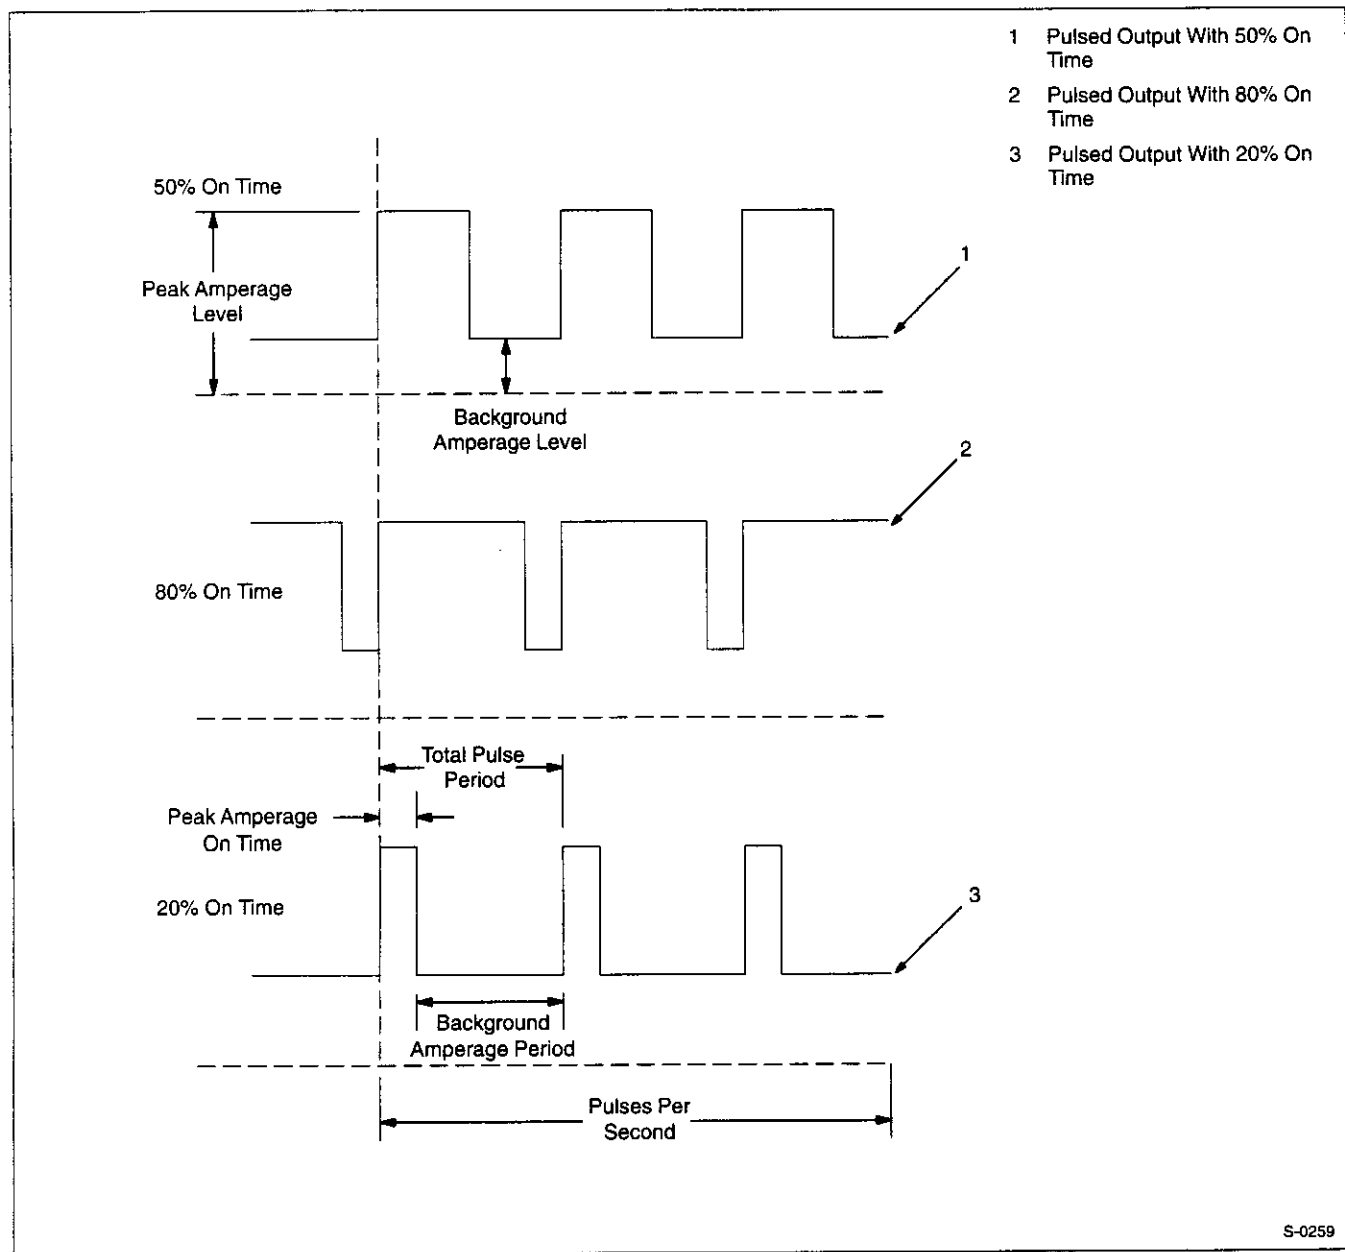 1 Pulsed Output With 50% On
Time
2 Pulsed Output With 80% On
Time
3 Pulsed Output With 20% On
Time
50% On Time
1
Peak Amperage
Level
Background
Amperage Level
2
80% On Time
Total Pulse
Period
Peak Amperage
On Time
20% On Time
3
Background
Amperage Period
Pulses Per
Second
S-0259